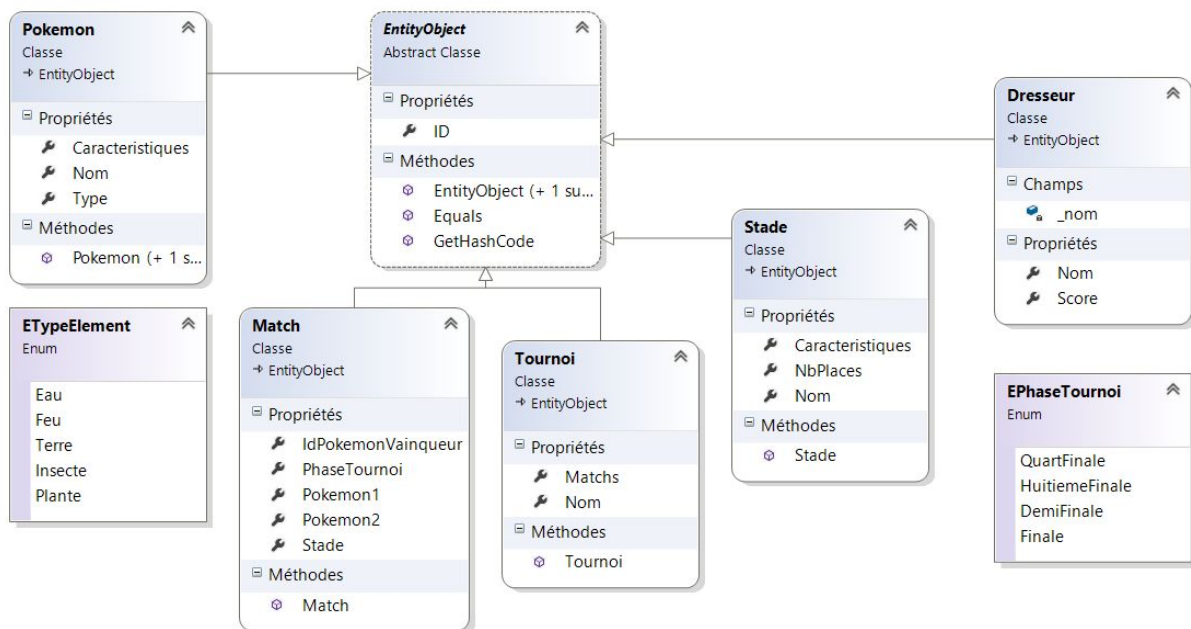 Pokemon
Classe
→ EntityObject
Propriétés
Caracteristiques
Nom
Type
Méthodes
Pokemon (+ 1 s...
EntityObject
Abstract Classe
Propriétés
ID
Méthodes
EntityObject (+ 1 su...
Equals
GetHashCode
Dresseur
Classe
→ EntityObject
Champs
_nom
Propriétés
Nom
Score
Stade
Classe
→ EntityObject
Propriétés
Caracteristiques
NbPlaces
Nom
Méthodes
Stade
ETypeElement
Enum
Eau
Feu
Terre
Insecte
Plante
Match
Classe
→ EntityObject
Propriétés
IdPokemonVainqueur
PhaseTournoi
Pokemon1
Pokemon2
Stade
Méthodes
Match
Tournoi
Classe
→ EntityObject
Propriétés
Matchs
Nom
Méthodes
Tournoi
EPhaseTournoi
Enum
QuartFinale
HuitiemeFinale
DemiFinale
Finale